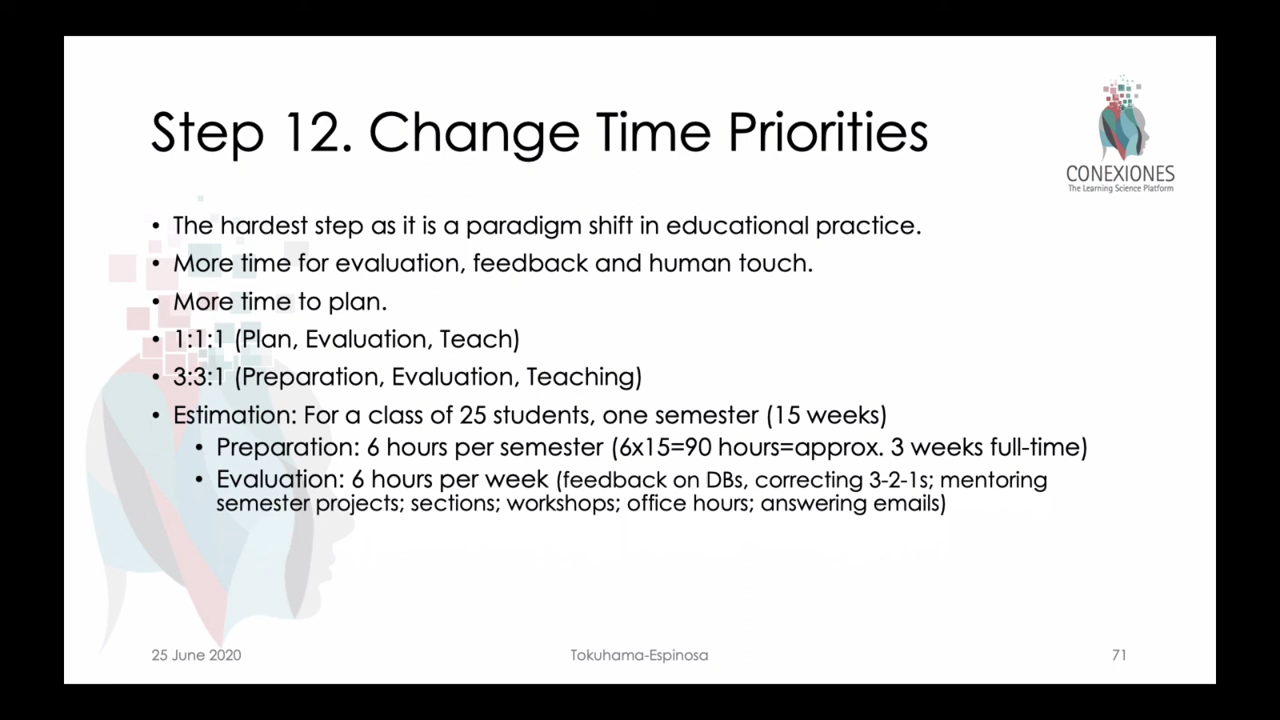 Step 12. Change Time Priorities
CONEXIONES
The Learning Science Platform
• The hardest step as it is a paradigm shift in educational practice.
• More time for evaluation, feedback and human touch.
• More time to plan.
• 1:1:1 (Plan, Evaluation, Teach)
• 3:3:1 (Preparation, Evaluation, Teaching)
• Estimation: For a class of 25 students, one semester (15 weeks)
• Preparation: 6 hours per semester (6x15=90 hours=approx. 3 weeks full-time)
• Evaluation: 6 hours per week (feedback on DBs, correcting 3-2-1s; mentoring
semester projects; sections; workshops; office hours; answering emails)
25 June 2020
Tokuhama-Espinosa
71